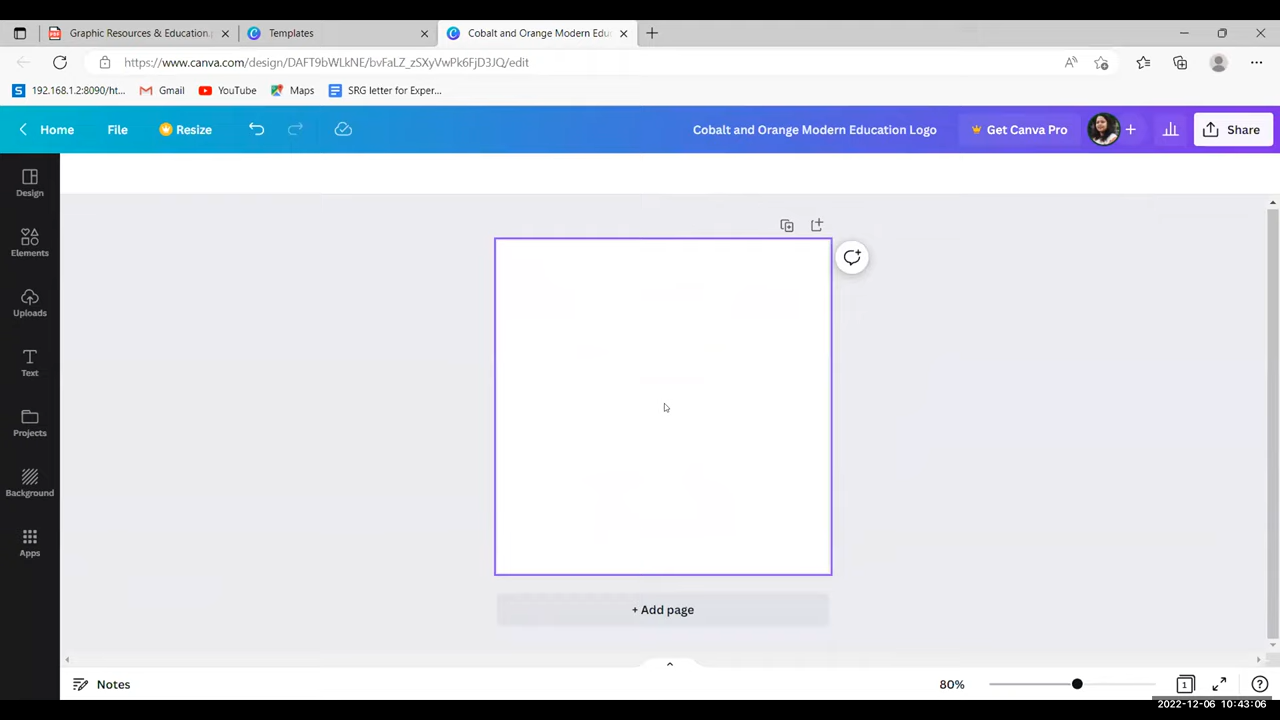 Graphic Resources & Education.
Templates
Cobalt and Orange Modern Edu
https://www.canva.com/design/DAFT9bWLkNE/bvFaLZ_zSXyVwPk6FjD3JQ/edit
192.168.1.2:8090/ht...
Gmail
YouTube
Maps
SRG letter for Exper...
Home
File
Resize
Cobalt and Orange Modern Education Logo
Get Canva Pro
Share
Design
Elements
Uploads
Text
Projects
Background
Apps
+ Add page
Notes
80%
1
2022-12-06 10:43:06